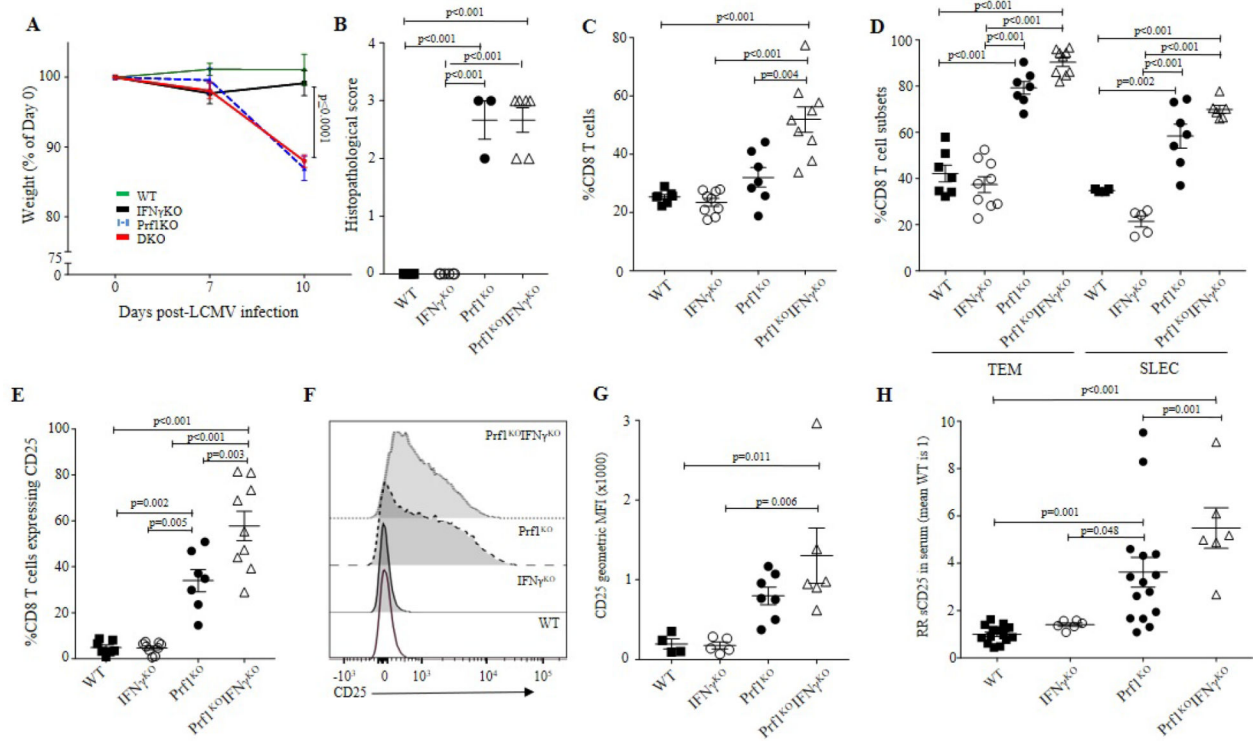 A
Weight (% of Day 0)
100
90
80
75
0
0
7
10
Days post-LCMV infection
p≤0.0001
WT
IFNγKO
Prf1KO
DKO
B
Histopathological score
4
3
2
1
0
p<0.001
p<0.001
p<0.001
p<0.001
WT
IFNγKO
Prf1KO
Prf1KOIFNγKO
C
%CD8 T cells
80
60
40
20
0
p<0.001
p<0.001
p=0.004
WT
IFNγKO
Prf1KO
Prf1KOIFNγKO
D
%CD8 T cell subsets
100
80
60
40
20
0
p<0.001
p<0.001
p<0.001
p<0.001
p<0.001
p<0.001
p<0.001
p=0.002
WT
IFNγKO
Prf1KO
Prf1KOIFNγKO
WT
IFNγKO
Prf1KO
Prf1KOIFNγKO
TEM
SLEC
E
%CD8 T cells expressing CD25
100
80
60
40
20
0
p<0.001
p<0.001
p=0.003
p=0.002
p=0.005
WT
IFNγKO
Prf1KO
Prf1KOIFNγKO
F
Prf1KOIFNγKO
Prf1KO
IFNγKO
WT
-10³ 0 10³ 10⁴ 10⁵
CD25
G
CD25 geometric MFI (x1000)
3
2
1
0
p=0.011
p= 0.006
WT
IFNγKO
Prf1KO
Prf1KOIFNγKO
H
RR sCD25 in serum (mean WT is 1)
10
8
6
4
2
0
p<0.001
p=0.001
p=0.001
p=0.048
WT
IFNγKO
Prf1KO
Prf1KOIFNγKO